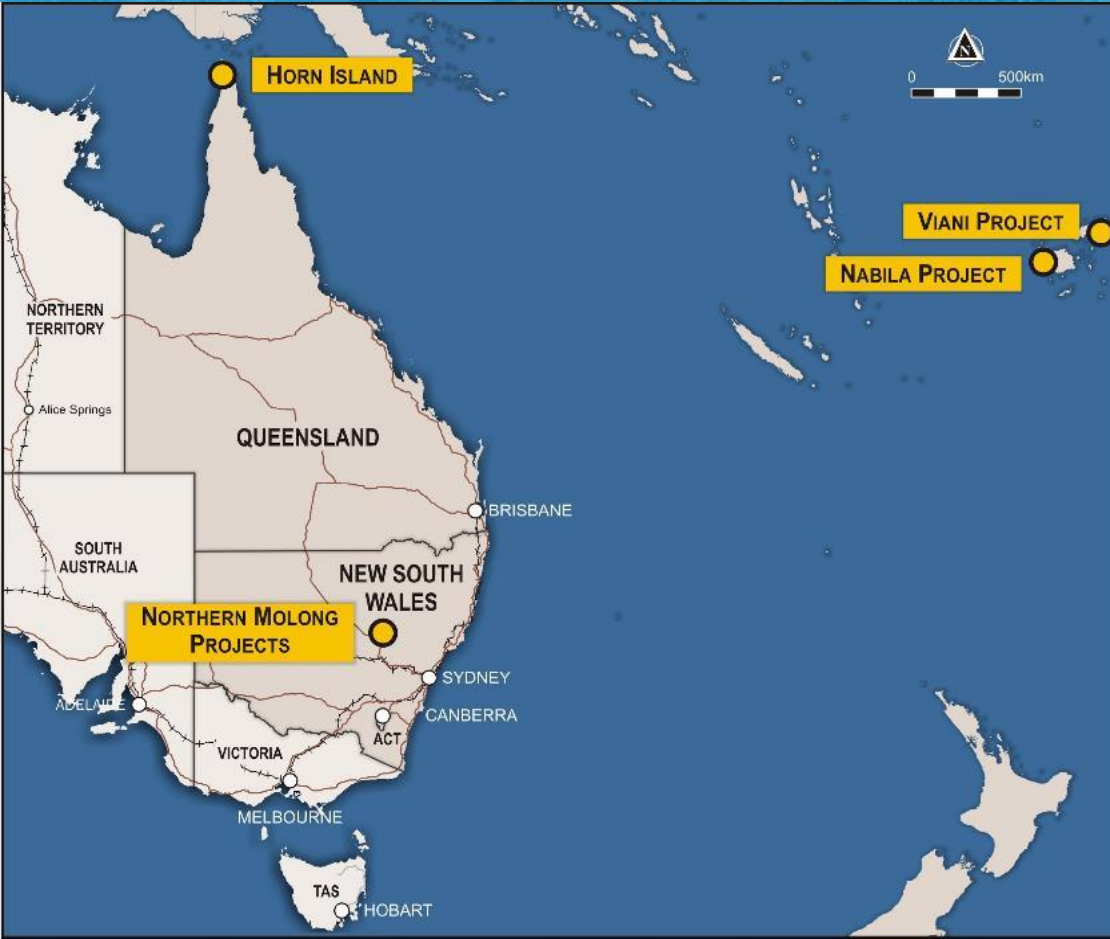 N
0 500km
HORN ISLAND
VIANI PROJECT
NABILA PROJECT
NORTHERN
TERRITORY
Alice Springs
QUEENSLAND
BRISBANE
SOUTH
AUSTRALIA
NEW SOUTH
WALES
NORTHERN MOLONG
PROJECTS
SYDNEY
ADELAIDE
CANBERRA
ACT
VICTORIA
MELBOURNE
TAS
HOBART